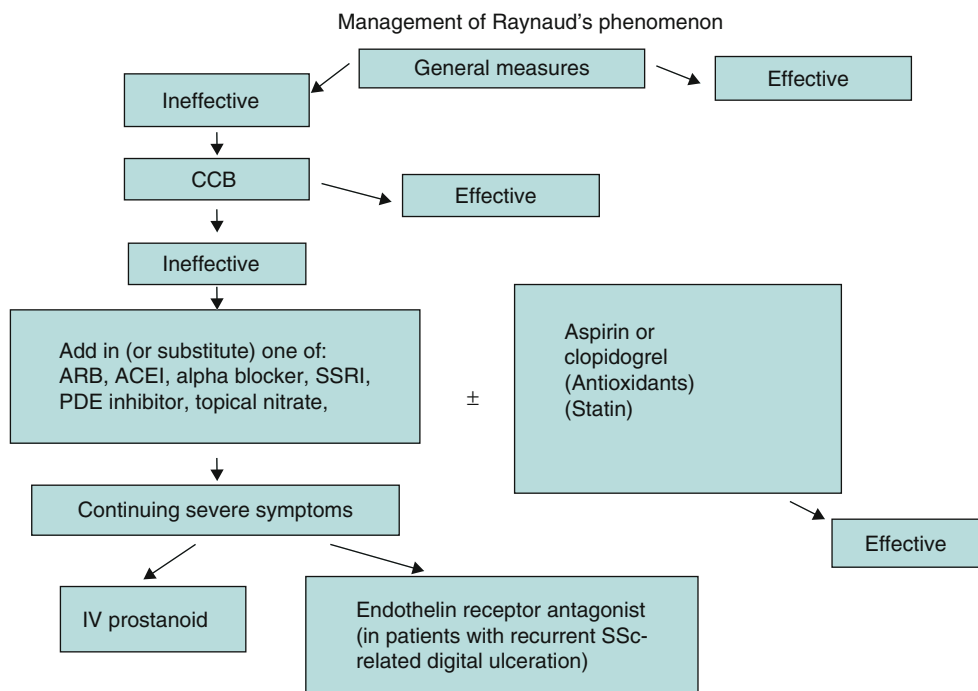 Management of Raynaud's phenomenon
General measures
Effective
Ineffective
CCB
Effective
Ineffective
Add in (or substitute) one of:
ARB, ACEI, alpha blocker, SSRI,
PDE inhibitor, topical nitrate,
±
Aspirin or
clopidogrel
(Antioxidants)
(Statin)
Continuing severe symptoms
Effective
IV prostanoid
Endothelin receptor antagonist
(in patients with recurrent SSc-
related digital ulceration)